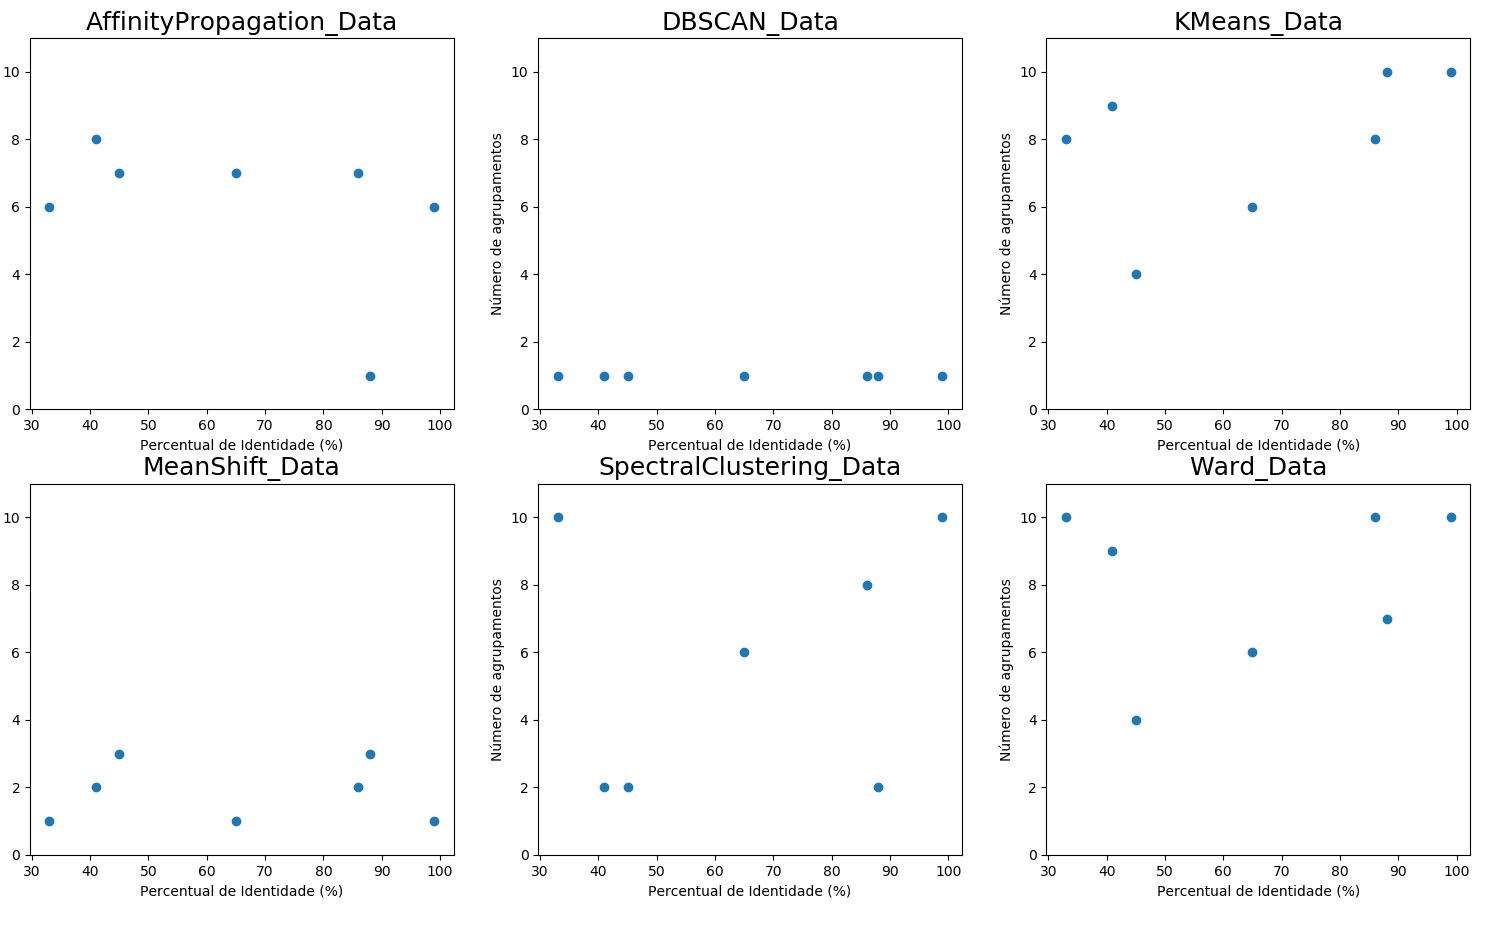 AffinityPropagation_Data
10
8
6
4
2
0
30 40 50 60 70 80 90 100
Percentual de Identidade (%)
DBSCAN_Data
Número de agrupamentos
10
8
6
4
2
0
30 40 50 60 70 80 90 100
Percentual de Identidade (%)
KMeans_Data
Número de agrupamentos
10
8
6
4
2
0
30 40 50 60 70 80 90 100
Percentual de Identidade (%)
MeanShift_Data
10
8
6
4
2
0
30 40 50 60 70 80 90 100
Percentual de Identidade (%)
SpectralClustering_Data
Número de agrupamentos
10
8
6
4
2
0
30 40 50 60 70 80 90 100
Percentual de Identidade (%)
Ward_Data
Número de agrupamentos
10
8
6
4
2
0
30 40 50 60 70 80 90 100
Percentual de Identidade (%)